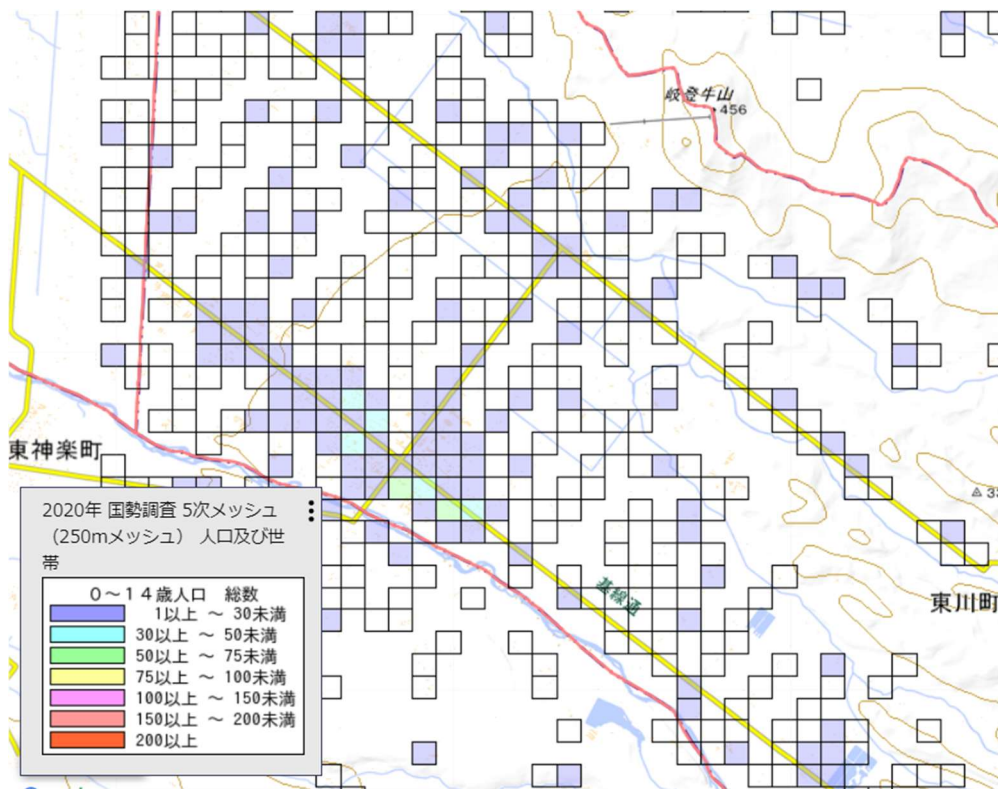 岐登牛山
456
東神楽町
2020年 国勢調査 5次メッシュ
（250mメッシュ） 人口及び世
帯
0～14歳人口 総数
1以上 ～ 30未満
30以上 ～ 50未満
50以上 ～ 75未満
75以上 ～ 100未満
100以上 ～ 150未満
150以上 ～ 200未満
200以上
基線通
東川町